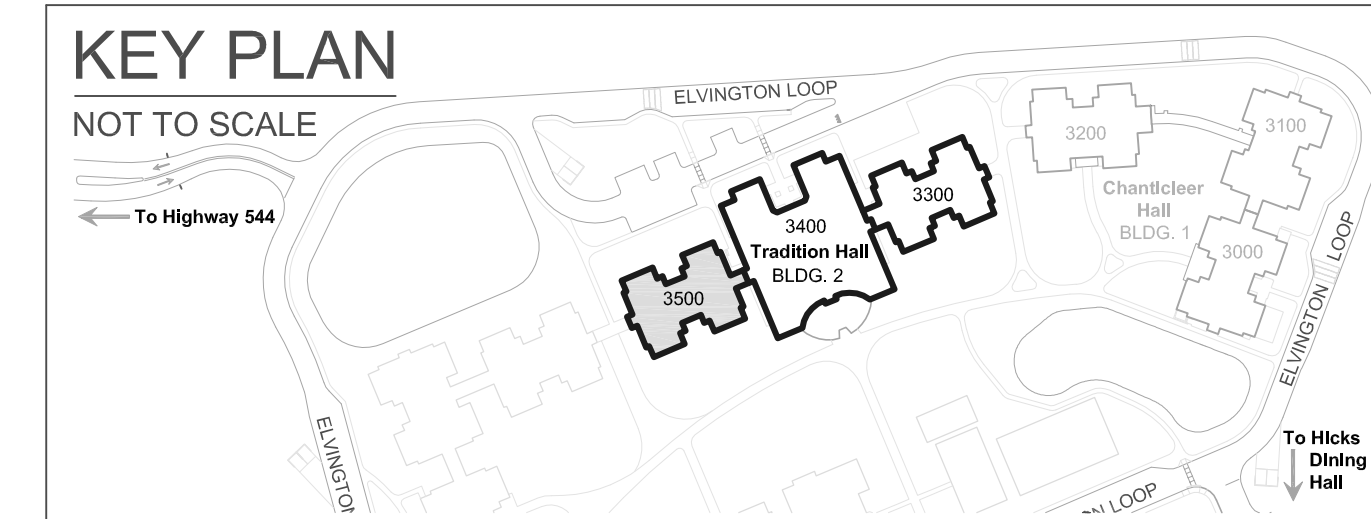 KEY PLAN
NOT TO SCALE
ELVINGTON LOOP
To Highway 544
3200
3100
3300
3400
Tradition Hall
BLDG. 2
Chanticleer
Hall
BLDG. 1
3000
3500
ELVINGTON LOOP
ELVINGTON
To Hicks
Dining
Hall
LOOP